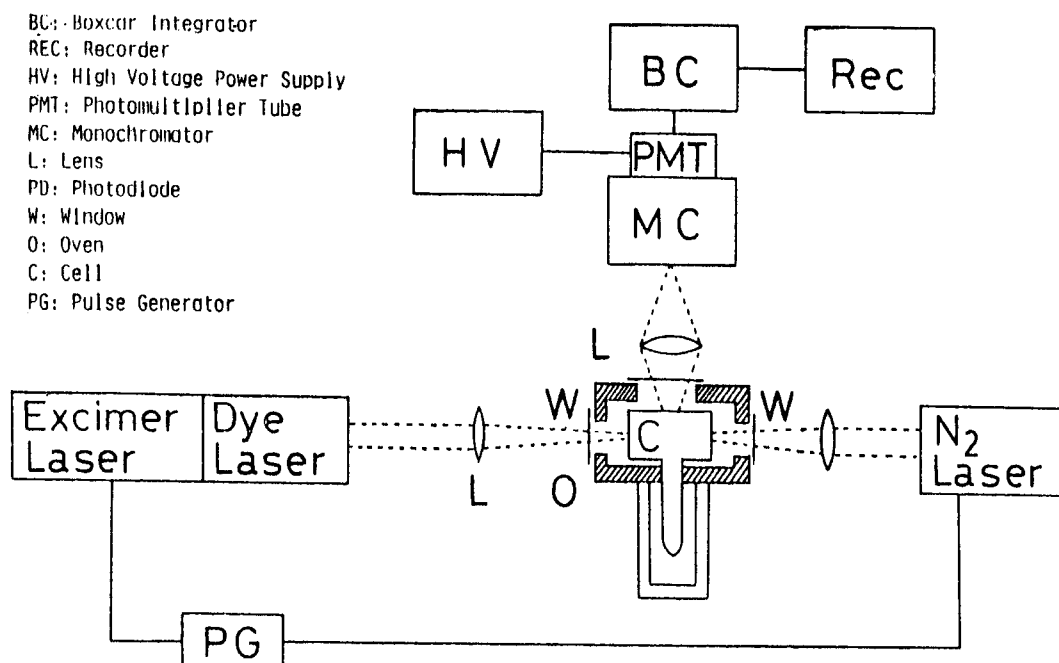 BC: Boxcar Integrator
REC: Recorder
HV: High Voltage Power Supply
PMT: Photomultiplier Tube
MC: Monochromator
L: Lens
PD: Photodiode
W: Window
O: Oven
C: Cell
PG: Pulse Generator
BC
Rec
HV
PMT
MC
L
Excimer Laser
Dye Laser
L
W
O
C
W
N2 Laser
PG